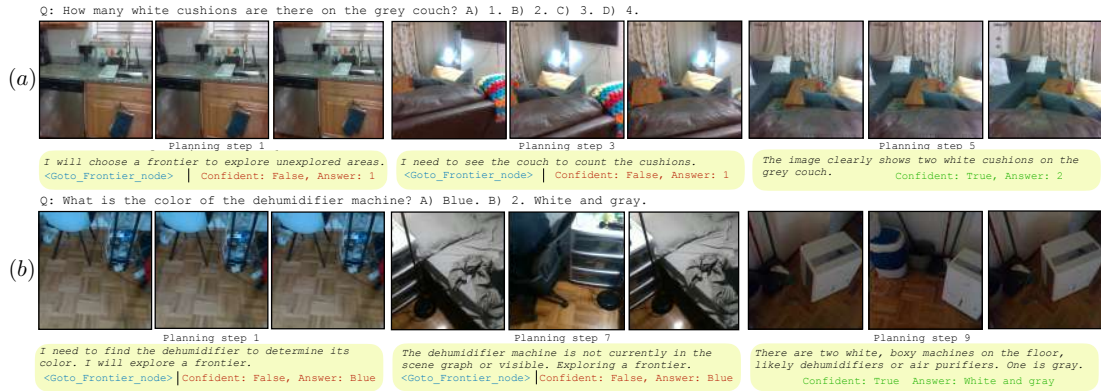 Q: How many white cushions are there on the grey couch? A) 1. B) 2. C) 3. D) 4.
(a)
Planning step 1
Planning step 3
Planning step 5
I will choose a frontier to explore unexplored areas.
<Goto_Frontier_node> | Confident: False, Answer: 1
I need to see the couch to count the cushions.
<Goto_Frontier_node> | Confident: False, Answer: 1
The image clearly shows two white cushions on the
grey couch. Confident: True, Answer: 2
Q: What is the color of the dehumidifier machine? A) Blue. B) 2. White and gray.
(b)
Planning step 1
Planning step 7
Planning step 9
I need to find the dehumidifier to determine its
color. I will explore a frontier.
<Goto_Frontier_node> | Confident: False, Answer: Blue
The dehumidifier machine is not currently in the
scene graph or visible. Exploring a frontier.
<Goto_Frontier_node> | Confident: False, Answer: Blue
There are two white, boxy machines on the floor,
likely dehumidifiers or air purifiers. One is gray.
Confident: True Answer: White and gray